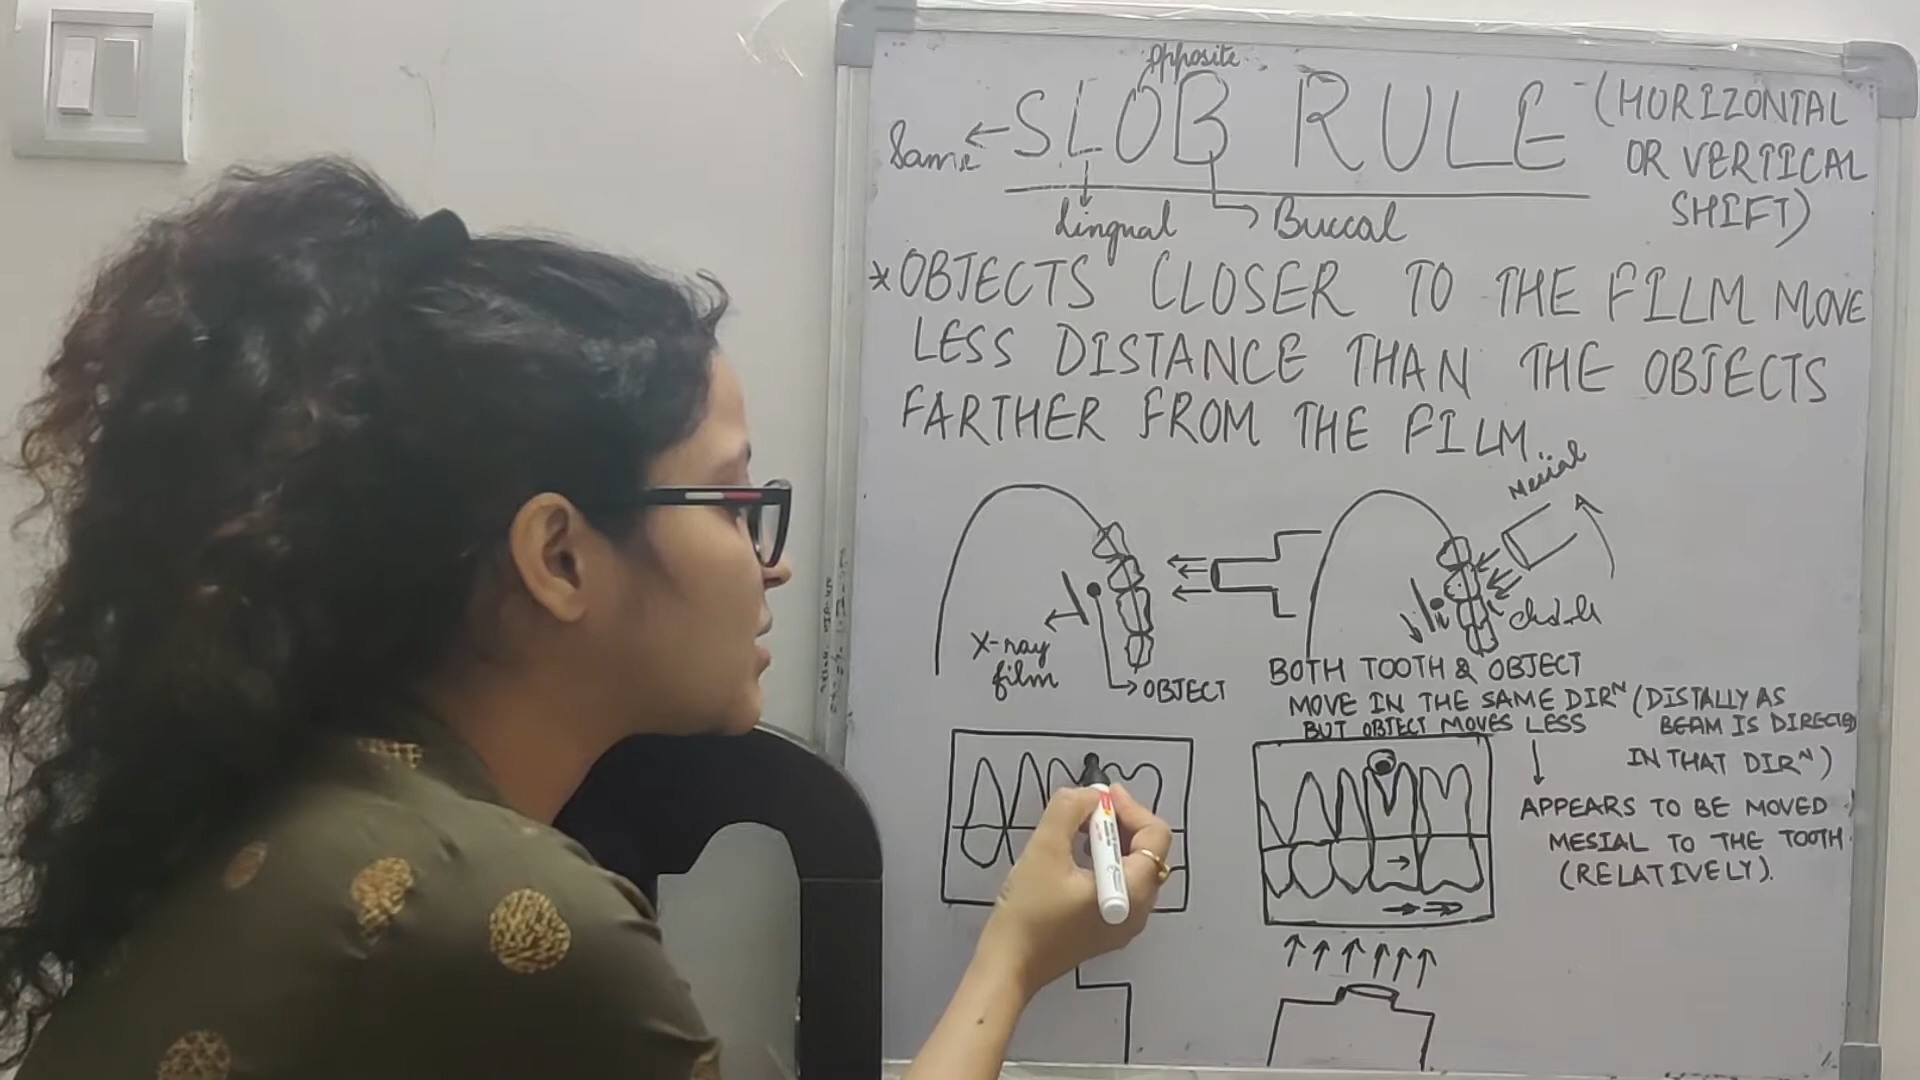 Opposite
SLOB RULE (HORIZONTAL
OR VERTICAL
SHIFT)
Same
Lingual
Buccal
*OBJECTS CLOSER TO THE FILM MOVE
LESS DISTANCE THAN THE OBJECTS
FARTHER FROM THE FILM.
Mesial
X-ray
film
OBJECT
BOTH TOOTH & OBJECT
MOVE IN THE SAME DIRN (DISTALLY AS
BUT OBJECT MOVES LESS
BEAM IS DIRECTED
IN THAT DIRN)
APPEARS TO BE MOVED
MESIAL TO THE TOOTH
(RELATIVELY).